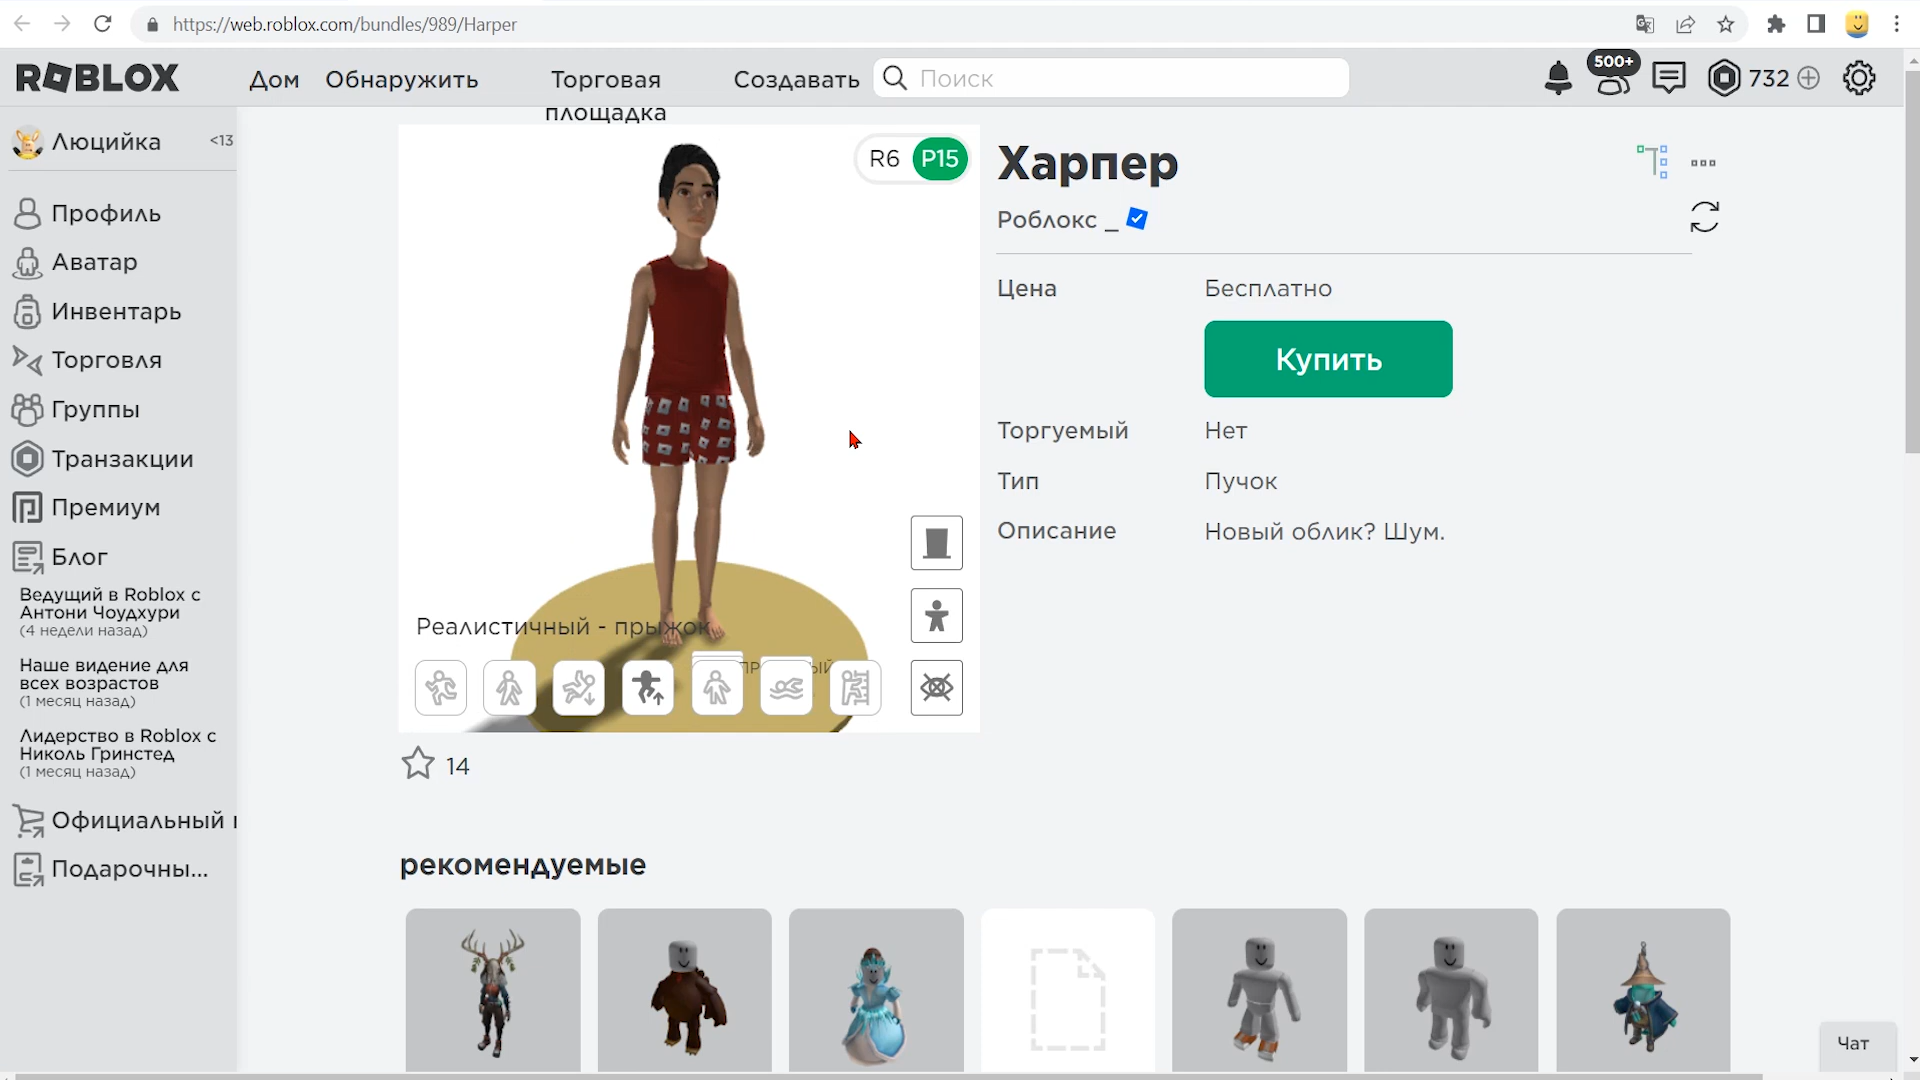 https://web.roblox.com/bundles/989/Harper
ROBLOX
Дом
Обнаружить
Торговая
площадка
Создавать
Поиск
500+
732
Люцийка
<13
Профиль
Аватар
Инвентарь
Торговля
Группы
Транзакции
Премиум
Блог
Ведущий в Roblox с
Антони Чоудхури
(4 недели назад)
Наше видение для
всех возрастов
(1 месяц назад)
Лидерство в Roblox с
Николь Гринстед
(1 месяц назад)
Официальный
Подарочны...
R6
Р15
Реалистичный - прыжок
14
Харпер
Роблокс _
Цена
Бесплатно
Купить
Торгуемый
Нет
Тип
Пучок
Описание
Новый облик? Шум.
рекомендуемые
Чат